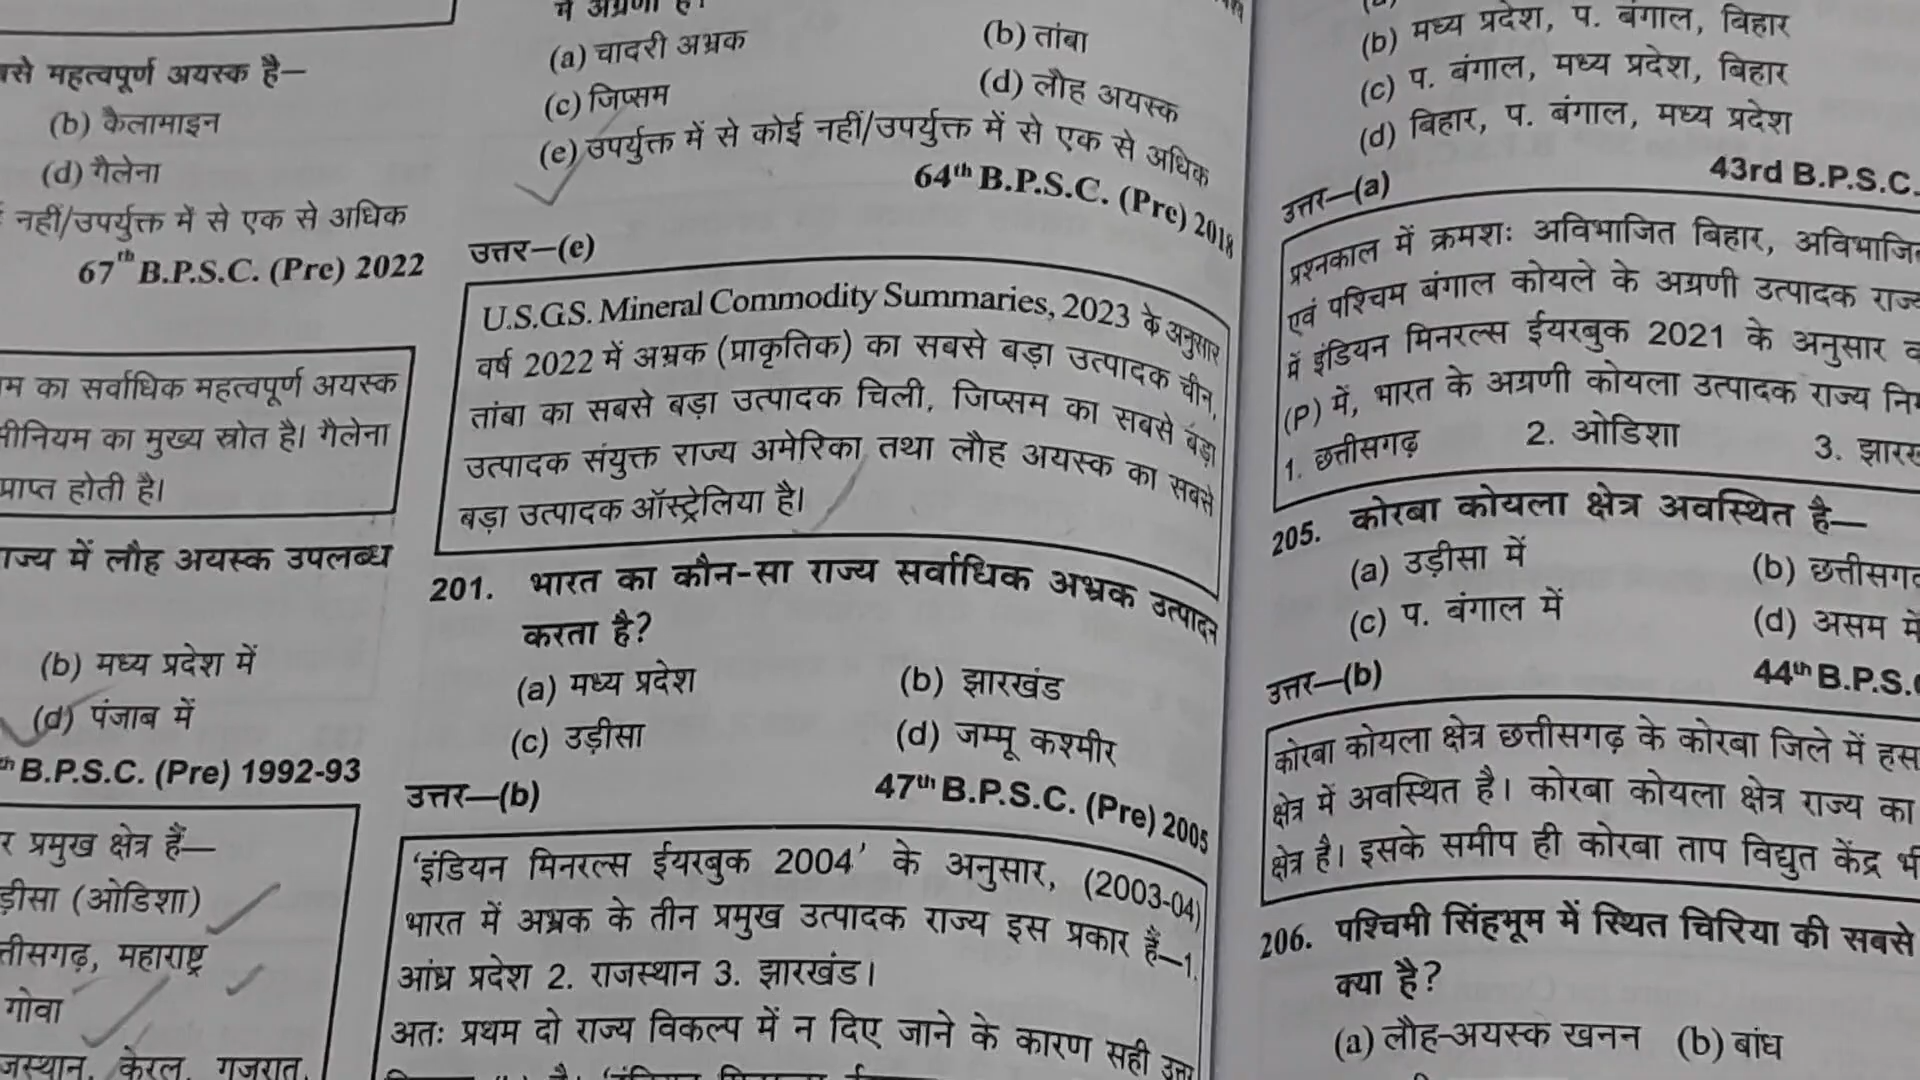 बसे महत्वपूर्ण अयस्क है—
(b) कैलामाइन
(d) गैलेना
नहीं/उपर्युक्त में से एक से अधिक
67th B.P.S.C. (Pre) 2022
का सर्वाधिक महत्वपूर्ण अयस्क
मीनियम का मुख्य स्रोत है। गैलेना
प्राप्त होती है।
में लौह अयस्क उपलब्ध
(b) मध्य प्रदेश में
(d) पंजाब में
B.P.S.C. (Pre) 1992-93
प्रमुख क्षेत्र हैं—
(ओडिशा)
महाराष्ट्र
गोवा
केरल, गुजरात,
(a) चादरी अभ्रक
(b) तांबा
(c) जिप्सम
(d) लौह अयस्क
(e) उपर्युक्त में से कोई नहीं/उपर्युक्त में से एक से अधिक
64th B.P.S.C. (Pre) 2018
उत्तर—(e)
U.S.G.S. Mineral Commodity Summaries, 2023 के अनुसार
वर्ष 2022 में अभ्रक (प्राकृतिक) का सबसे बड़ा उत्पादक चीन,
तांबा का सबसे बड़ा उत्पादक चिली, जिप्सम का सबसे बड़ा
उत्पादक संयुक्त राज्य अमेरिका तथा लौह अयस्क का सबसे
बड़ा उत्पादक ऑस्ट्रेलिया है।
201. भारत का कौन-सा राज्य सर्वाधिक अभ्रक उत्पादन
करता है?
(a) मध्य प्रदेश
(b) झारखंड
(c) उड़ीसा
(d) जम्मू कश्मीर
47th B.P.S.C. (Pre) 2005
उत्तर—(b)
'इंडियन मिनरल्स ईयरबुक 2004' के अनुसार, (2003-04)
भारत में अभ्रक के तीन प्रमुख उत्पादक राज्य इस प्रकार हैं—1.
आंध्र प्रदेश 2. राजस्थान 3. झारखंड।
अतः प्रथम दो राज्य विकल्प में न दिए जाने के कारण सही
(b) मध्य प्रदेश, प. बंगाल, बिहार
(c) प. बंगाल, मध्य प्रदेश, बिहार
(d) बिहार, प. बंगाल, मध्य प्रदेश
43rd B.P.S.C.
उत्तर—(a)
प्रश्नकाल में क्रमशः अविभाजित बिहार,
एवं पश्चिम बंगाल कोयले के अग्रणी उत्पादक
में इंडियन मिनरल्स ईयरबुक 2021 के अनुसार
(P) में, भारत के अग्रणी कोयला उत्पादक राज्य
1. छत्तीसगढ़ 2. ओडिशा 3.
205. कोरबा कोयला क्षेत्र अवस्थित है—
(a) उड़ीसा में
(b)
(c) प. बंगाल में
(d) असम में
44th B.P.S.
उत्तर—(b)
कोरबा कोयला क्षेत्र छत्तीसगढ़ के कोरबा जिले में
क्षेत्र में अवस्थित है। कोरबा कोयला क्षेत्र राज्य का
क्षेत्र है। इसके समीप ही कोरबा ताप विद्युत केंद्र भी
206. पश्चिमी सिंहभूम में स्थित चिरिया की सबसे
क्या है?
(a) लौह-अयस्क खनन (b) बांध